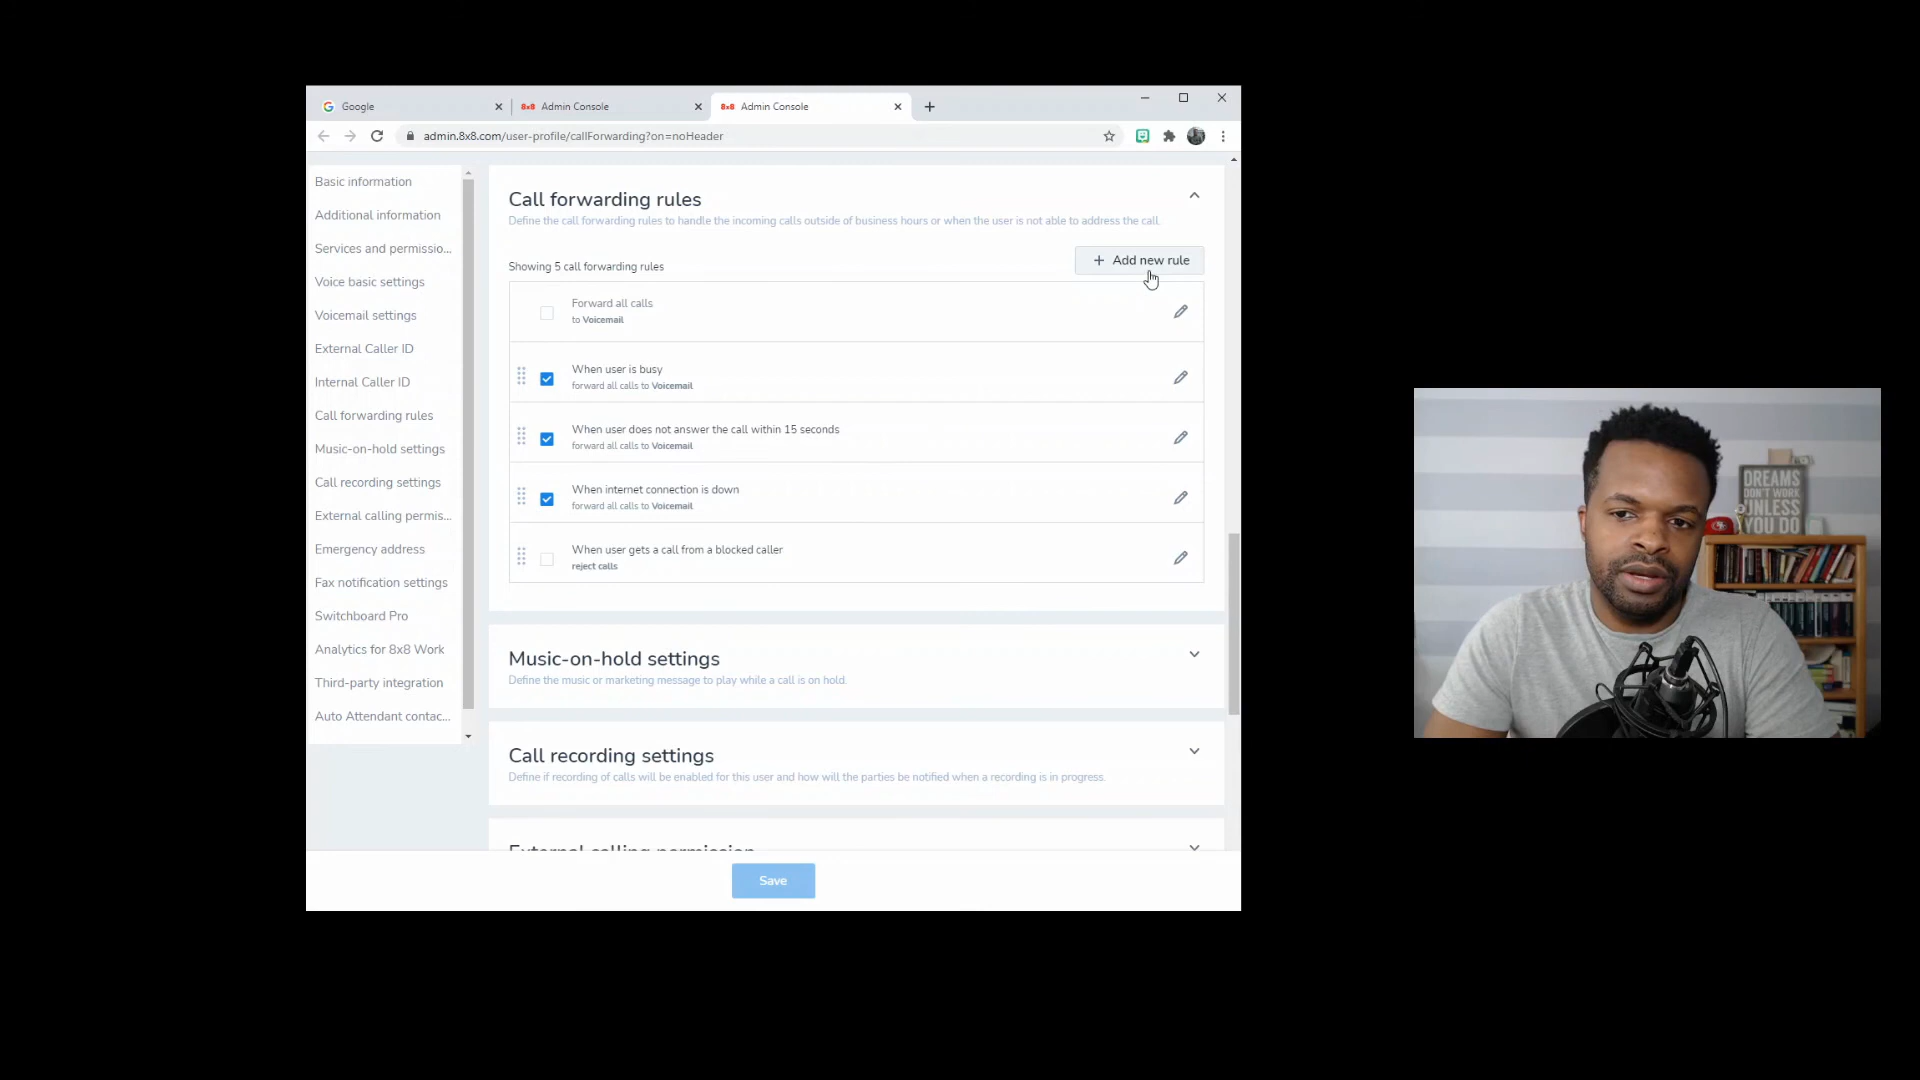 Google
8x8 Admin Console
8x8 Admin Console
admin.8x8.com/user-profile/callForwarding?on=noHeader
Basic information
Additional information
Services and permissio...
Voice basic settings
Voicemail settings
External Caller ID
Internal Caller ID
Call forwarding rules
Music-on-hold settings
Call recording settings
External calling permis...
Emergency address
Fax notification settings
Switchboard Pro
Analytics for 8x8 Work
Third-party integration
Auto Attendant contac...
Call forwarding rules
Define the call forwarding rules to handle the incoming calls outside of business hours or when the user is not able to address the call.
Showing 5 call forwarding rules
+ Add new rule
Forward all calls
to Voicemail
When user is busy
forward all calls to Voicemail
When user does not answer the call within 15 seconds
forward all calls to Voicemail
When internet connection is down
forward all calls to Voicemail
When user gets a call from a blocked caller
reject calls
Music-on-hold settings
Define the music or marketing message to play while a call is on hold.
Call recording settings
Define if recording of calls will be enabled for this user and how will the parties be notified when a recording is in progress.
External calling permission
Save
DREAMS
DON'T WORK
UNLESS
YOU DO